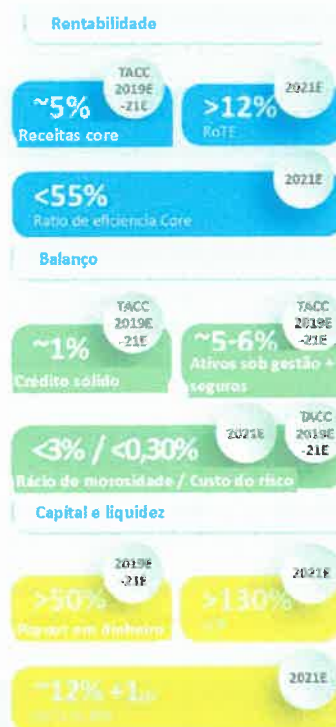 Rentabilidade
TACC
2019E
-21E
~5%
Receitas core
2021E
>12%
RoTE
2021E
<55%
Ratio de eficiência Core
Balanço
TACC
2019E
-21E
~1%
Crédito sólido
TACC
2019E
-21E
~5-6%
Ativos sob gestão +
seguros
2021E
TACC
2019E
-21E
<3% / <0,30%
Rácio de morosidade / Custo do risco
Capital e liquidez
2019E
-21E
>50%
Payout em dinheiro
2021E
>130%
2021E
~12% +1